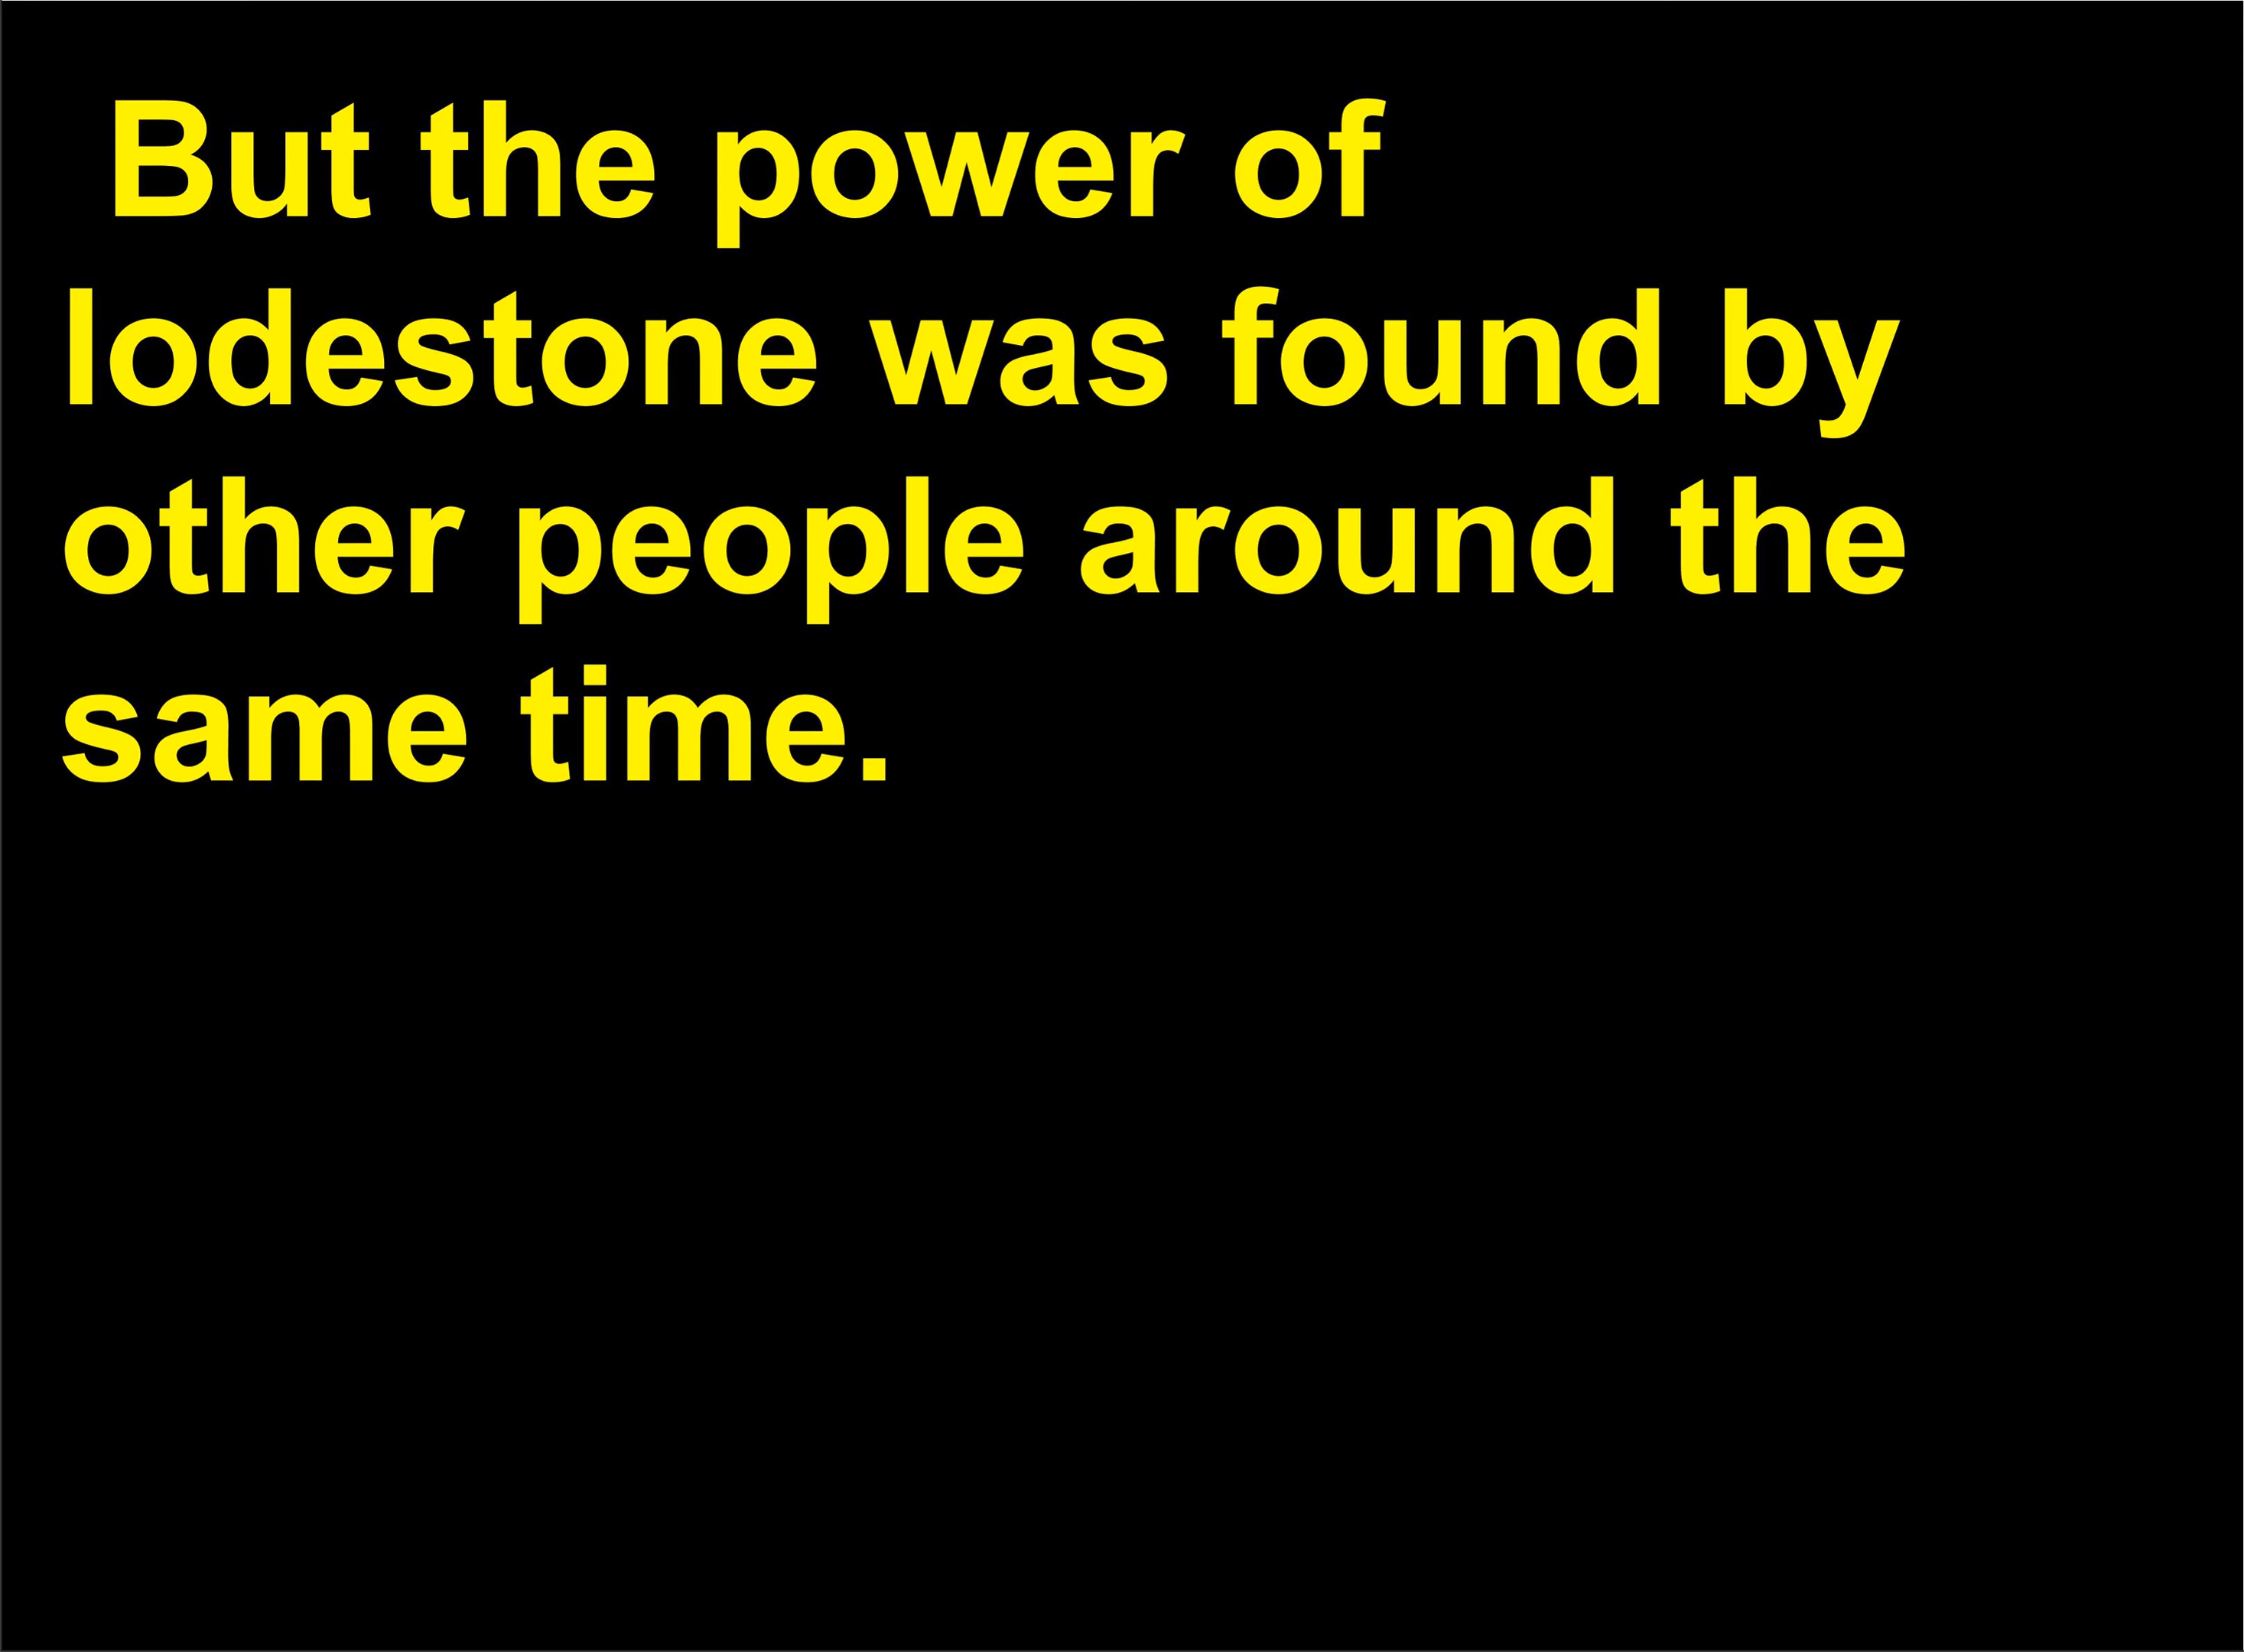 But the power of
lodestone was found by
other people around the
same time.